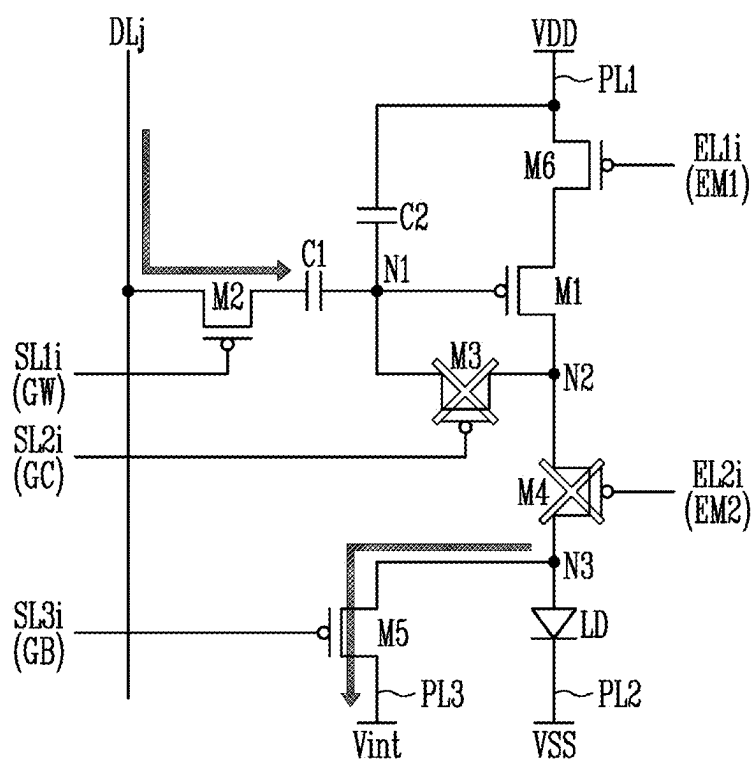 DLj
VDD
PL1
M6
EL1i
(EM1)
C2
C1
N1
M2
M1
SL1i
(GW)
M3
N2
SL2i
(GC)
M4
EL2i
(EM2)
N3
SL3i
(GB)
M5
LD
PL3
PL2
Vint
VSS